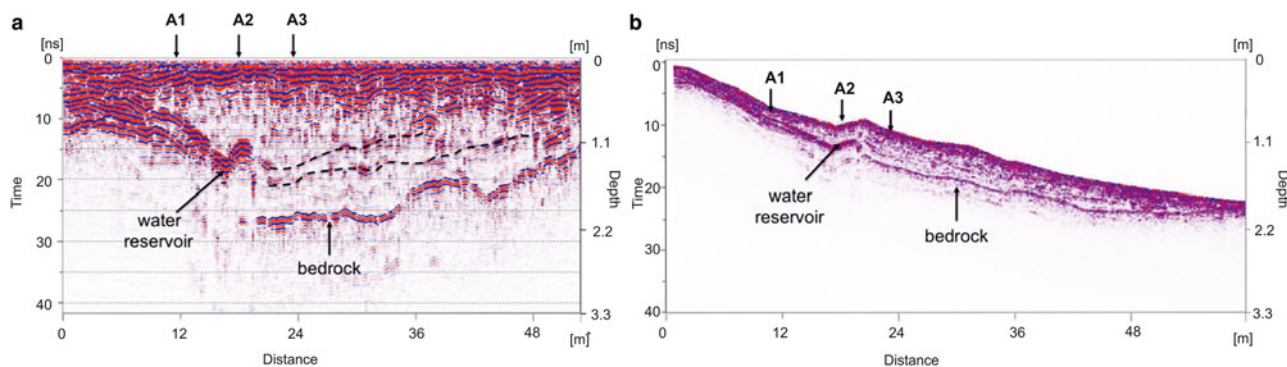 a
A1 A2 A3
[ns]
[m]
0
10
20
30
40
Time
0
1.1
2.2
3.3
Depth
water
reservoir
bedrock
0 12 24 36 48 [m]
Distance
b
[ns]
[m]
0
10
20
30
40
Time
0
1.1
2.2
3.3
Depth
A1
A2
A3
water
reservoir
bedrock
0 12 24 36 48 [m]
Distance